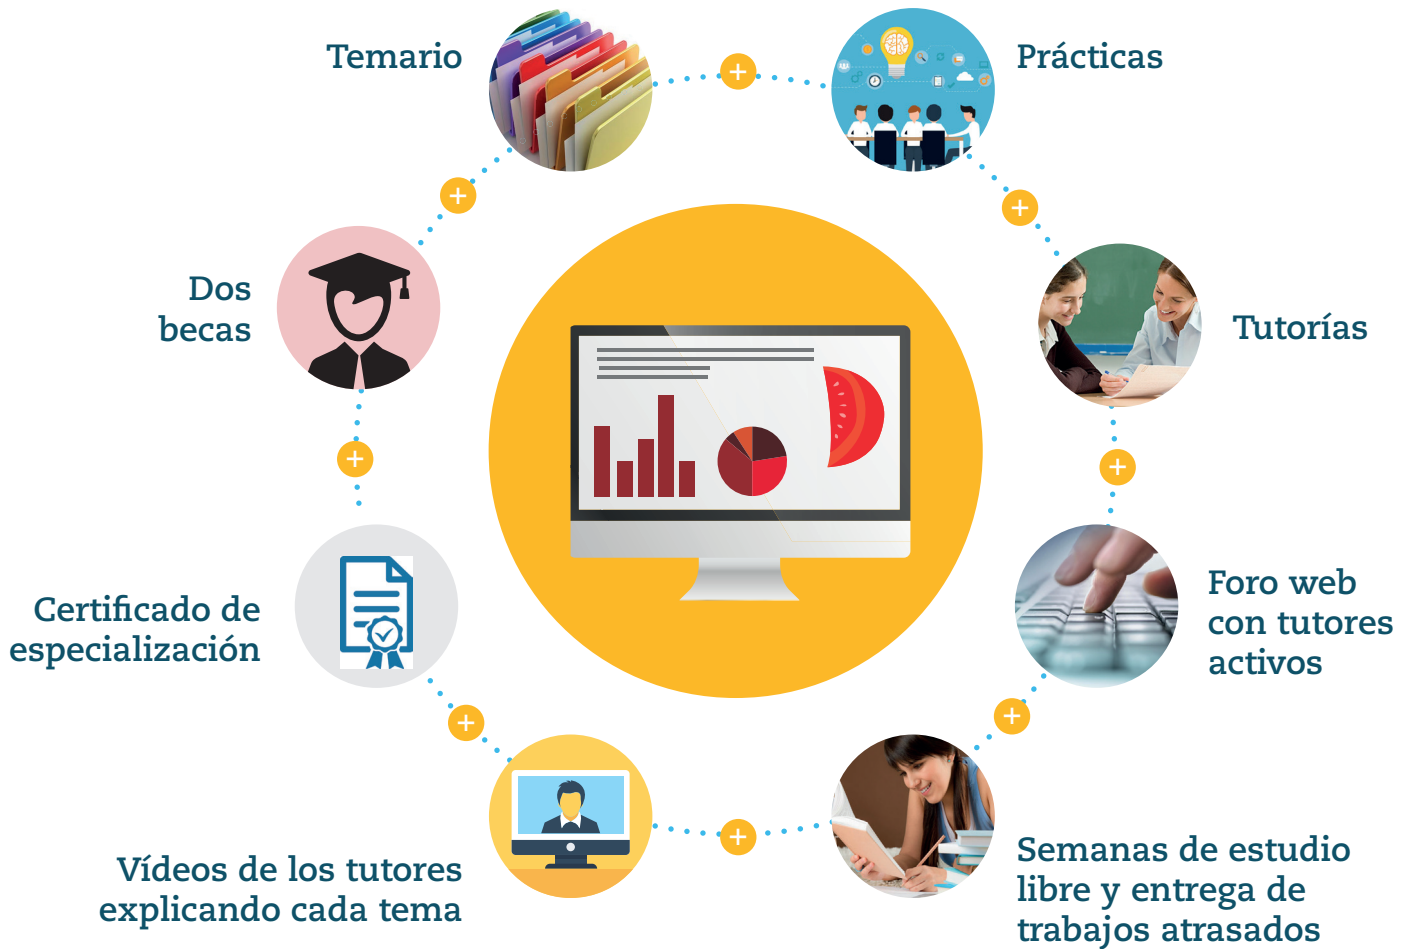 Temario
Prácticas
Dos
becas
Tutorías
Certificado de
especialización
Foro web
con tutores
activos
Vídeos de los tutores
explicando cada tema
Semanas de estudio
libre y entrega de
trabajos atrasados